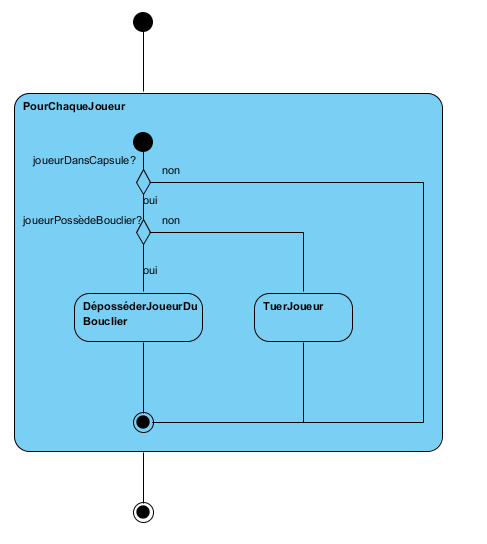 PourChaqueJoueur
joueurDansCapsule?
non
oui
joueurPossèdeBouclier?
non
oui
DéposséderJoueurDu
Bouclier
TuerJoueur